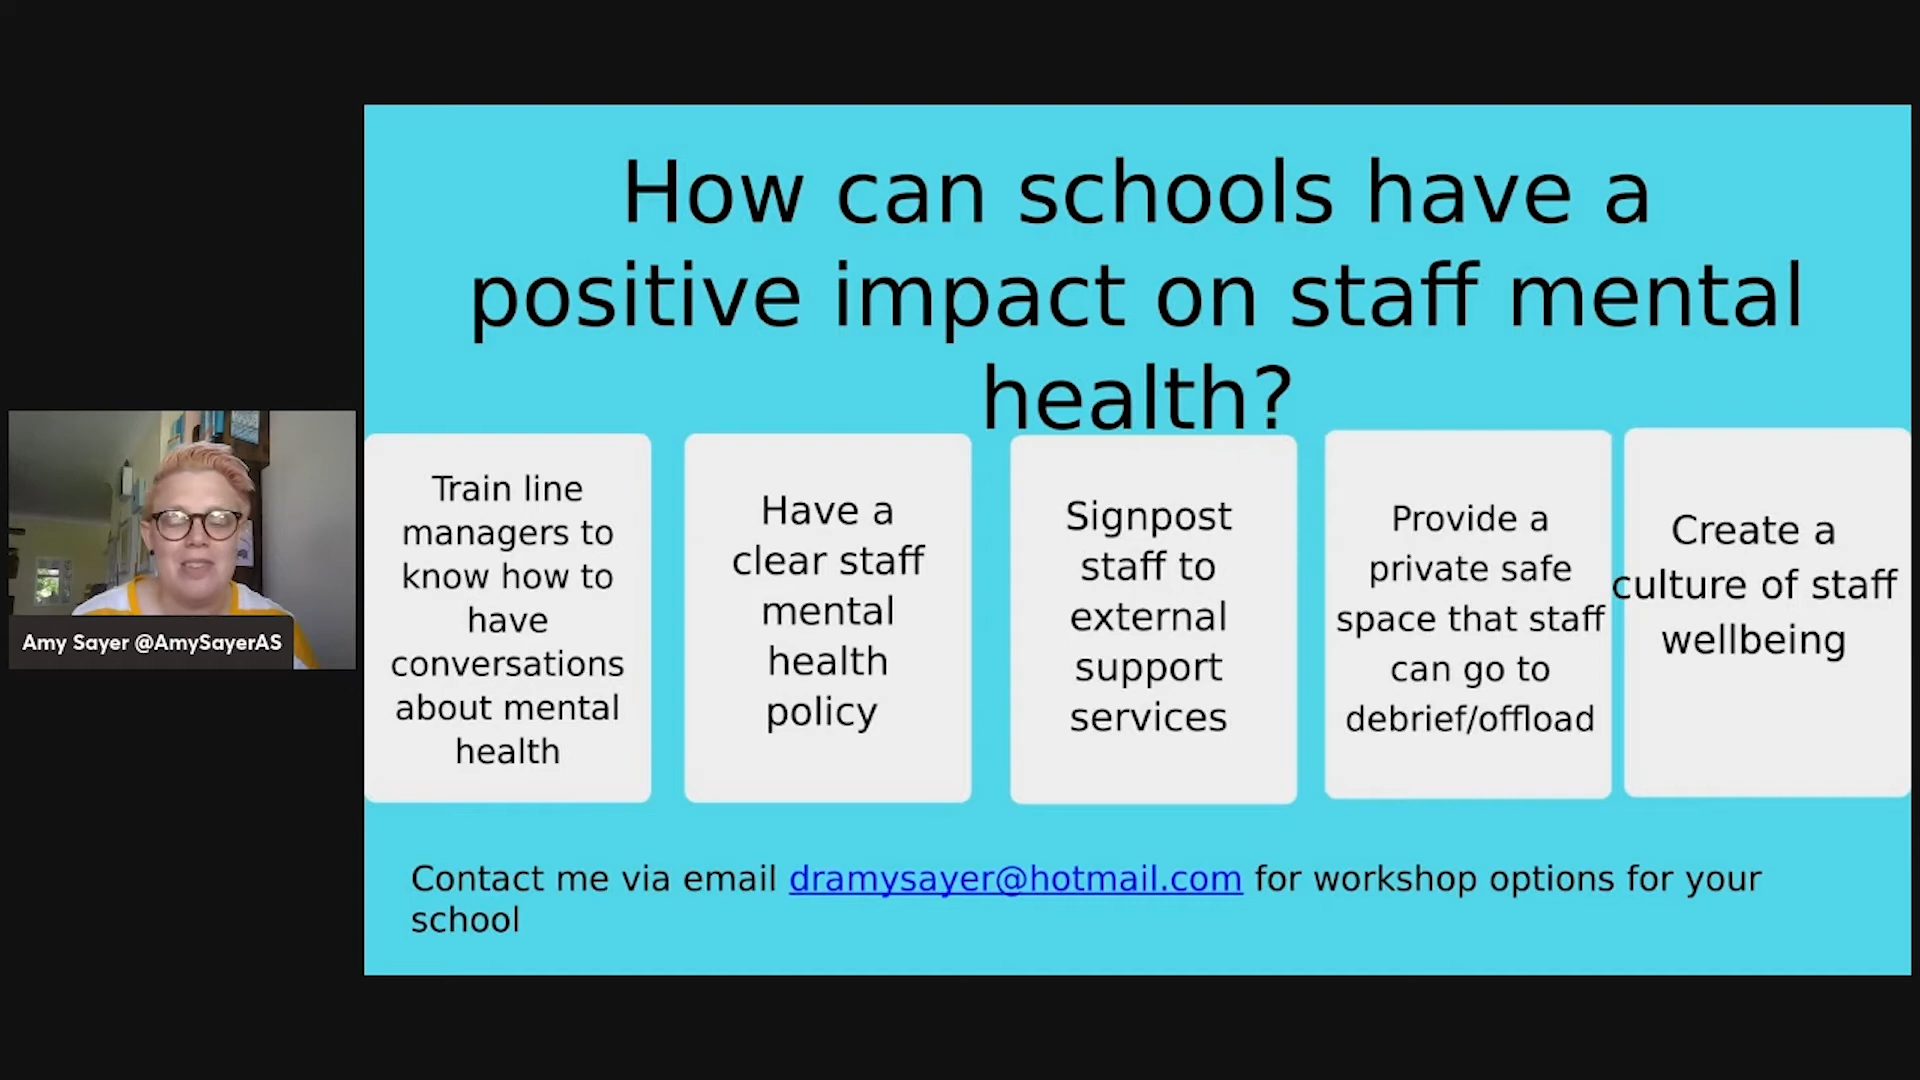 How can schools have a
positive impact on staff mental
health?
Train line
managers to
know how to
have
conversations
about mental
health
Have a
clear staff
mental
health
policy
Signpost
staff to
external
support
services
Provide a
private safe
space that staff
can go to
debrief/offload
Create a
culture of staff
wellbeing
Amy Sayer @AmySayerAS
Contact me via email dramysayer@hotmail.com for workshop options for your
school